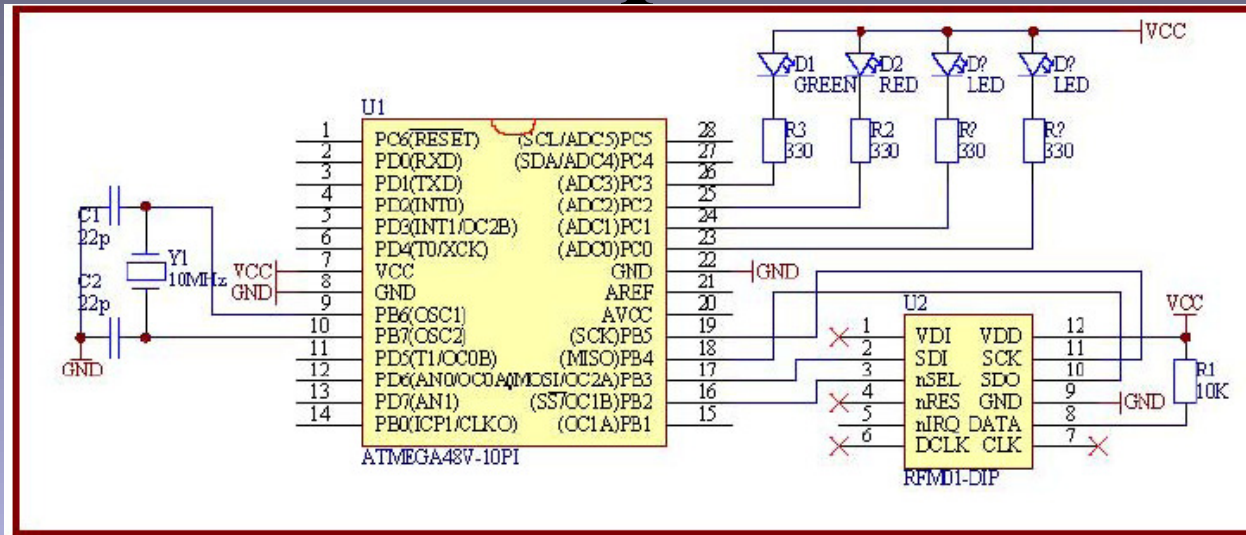 VCC
D1
GREEN
D2
RED
D?
LED
D?
LED
R3
330
R2
330
R?
330
R?
330
U1
1 PC6(RESET) (SCL/ADC5)PC5 28
2 PD0(RXD) (SDA/ADC4)PC4 27
3 PD1(TXD) (ADC3)PC3 26
4 PD2(INT0) (ADC2)PC2 25
5 PD3(INT1/OC2B) (ADC1)PC1 24
6 PD4(T0/XCK) (ADC0)PC0 23
VCC 7 VCC GND 22 GND
GND 8 GND AREF 21
9 PB6(OSC1) AVCC 20
10 PB7(OSC2) (SCK)PB5 19
11 PD5(T1/OC0B) (MISO)PB4 18
12 PD6(AN0/OC0A) (MOSI/OC2A)PB3 17
13 PD7(AN1) (SS/OC1B)PB2 16
14 PB0(ICP1/CLKO) (OC1A)PB1 15
ATMEGA48V-10PI
C1
22p
Y1
10MHz
C2
22p
GND
U2
VCC
1 VDI VDD 12
2 SDI SCK 11
3 nSEL SDO 10
4 nRES GND 9 GND
5 nIRQ DATA 8
6 DCLK CLK 7
RFM01-DIP
R1
10K